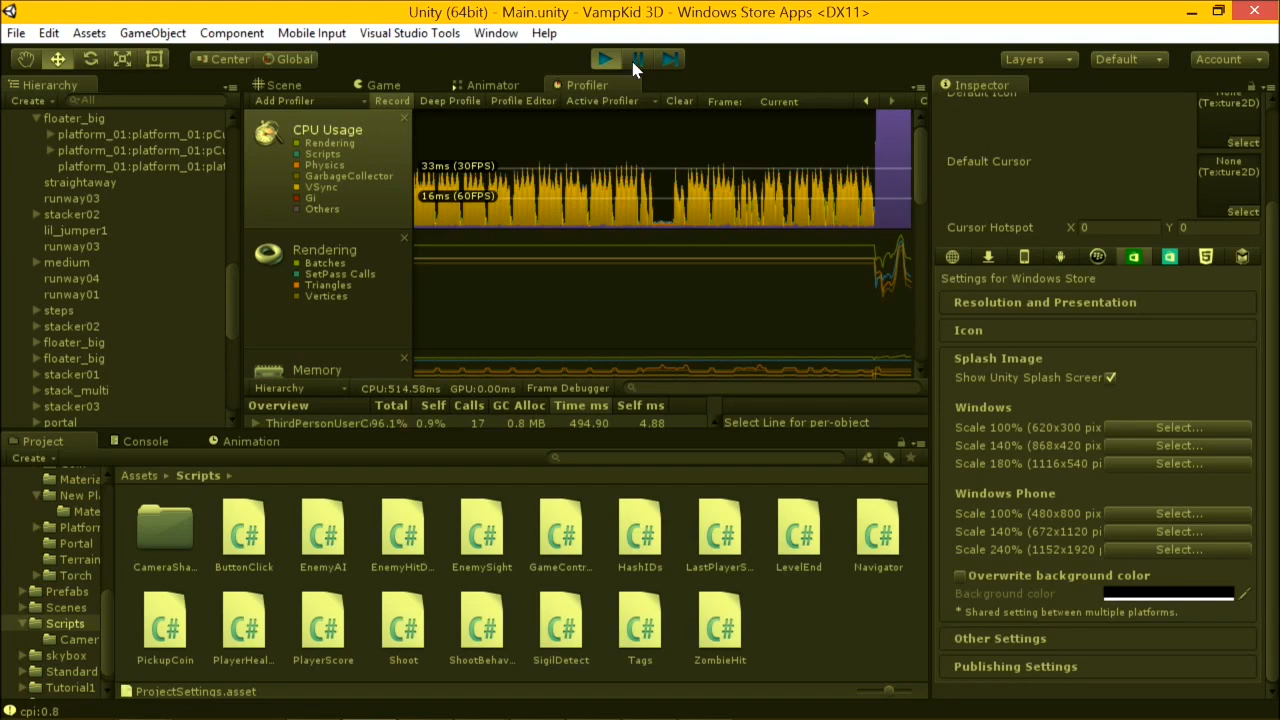 Unity (64bit) - Main.unity - VampKid 3D - Windows Store Apps <DX11>
File Edit Assets GameObject Component Mobile Input Visual Studio Tools Window Help
Center Global Layers Default Account
Hierarchy
Create All
floater_big
platform_01:platform_01:pCu
platform_01:platform_01:pCu
platform_01:platform_01:plat
straightaway
runway03
stacker02
lil_jumper1
runway03
medium
runway04
runway01
steps
stacker02
floater_big
floater_big
stacker01
stack_multi
stacker03
portal
Scene Game Animator Profiler
Add Profiler Record Deep Profile Profile Editor Active Profiler Clear Frame: Current C
CPU Usage
Rendering
Scripts
Physics
GarbageCollector
VSync
Gi
Others
33ms (30FPS)
16ms (60FPS)
Rendering
Batches
SetPass Calls
Triangles
Vertices
Memory
Hierarchy CPU:514.58ms GPU:0.00ms Frame Debugger
Overview Total Self Calls GC Alloc Time ms Self ms
ThirdPersonUserC 96.1% 0.9% 17 0.8 MB 494.90 4.88
Select Line for per-object
Inspector
Default Icon
None
(Texture2D)
Select
Default Cursor
None
(Texture2D)
Select
Cursor Hotspot X 0 Y 0
Settings for Windows Store
Resolution and Presentation
Icon
Splash Image
Show Unity Splash Screer
Windows
Scale 100% (620x300 pix Select...
Scale 140% (868x420 pix Select...
Scale 180% (1116x540 pi Select...
Windows Phone
Scale 100% (480x800 pix Select...
Scale 140% (672x1120 pi Select...
Scale 240% (1152x1920 p Select...
Overwrite background color
Background color
* Shared setting between multiple platforms.
Other Settings
Publishing Settings
Project Console Animation
Create
Materia
New Pl
Mate
Platfor
Portal
Terrain
Torch
Prefabs
Scenes
Scripts
Camer
skybox
Standard
Tutorial1
Assets Scripts
C# C# C# C# C# C# C# C# C#
CameraSha... ButtonClick EnemyAI EnemyHitD... EnemySight GameContr... HashIDs LastPlayerS... LevelEnd Navigator
C# C# C# C# C# C# C# C#
PickupCoin PlayerHeal... PlayerScore Shoot ShootBehav... SigilDetect Tags ZombieHit
ProjectSettings.asset
cpi:0.8